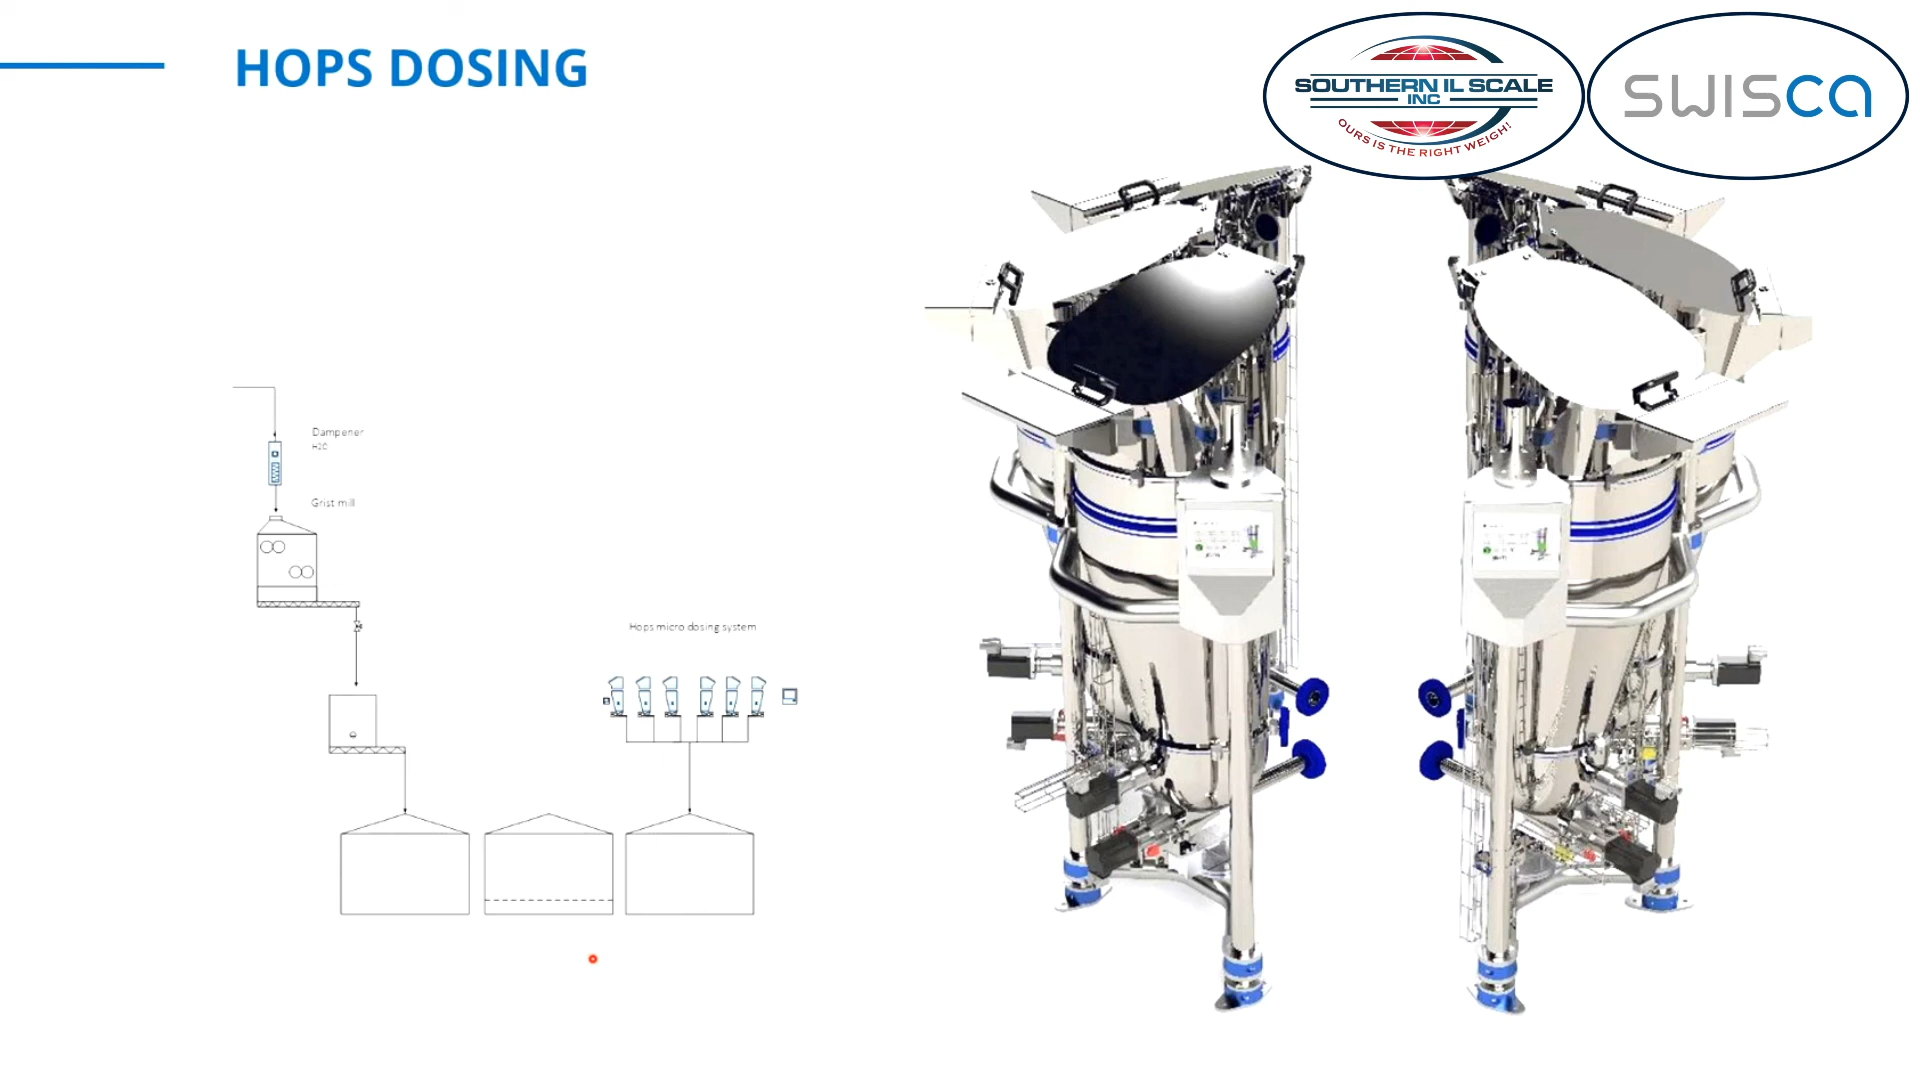 HOPS DOSING
SOUTHERN IL SCALE
INC
OURS IS THE RIGHT WEIGH!
swisca
Dampener
H2O
Grist mill
Hops micro dosing system